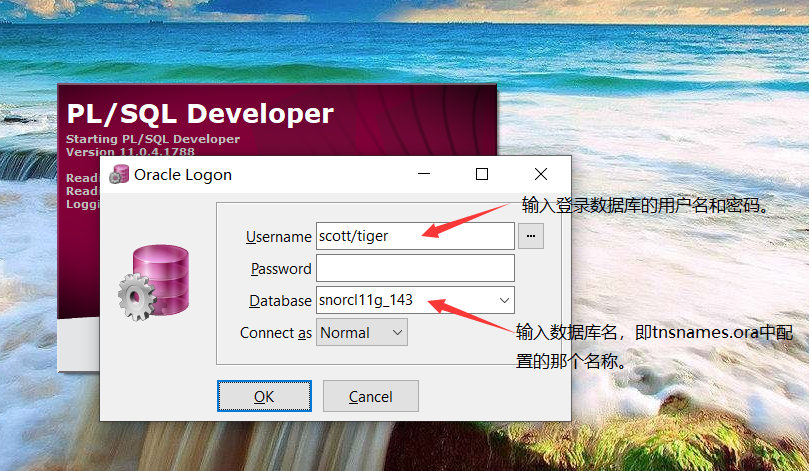 PL/SQL Developer
Starting PL/SQL Developer
Version 11.0.4.1788
Oracle Logon
输入登录数据库的用户名和密码。
Username scott/tiger ...
Password
Database snorcl11g_143
Connect as Normal
输入数据库名，即tnsnames.ora中配
置的那个名称。
OK Cancel